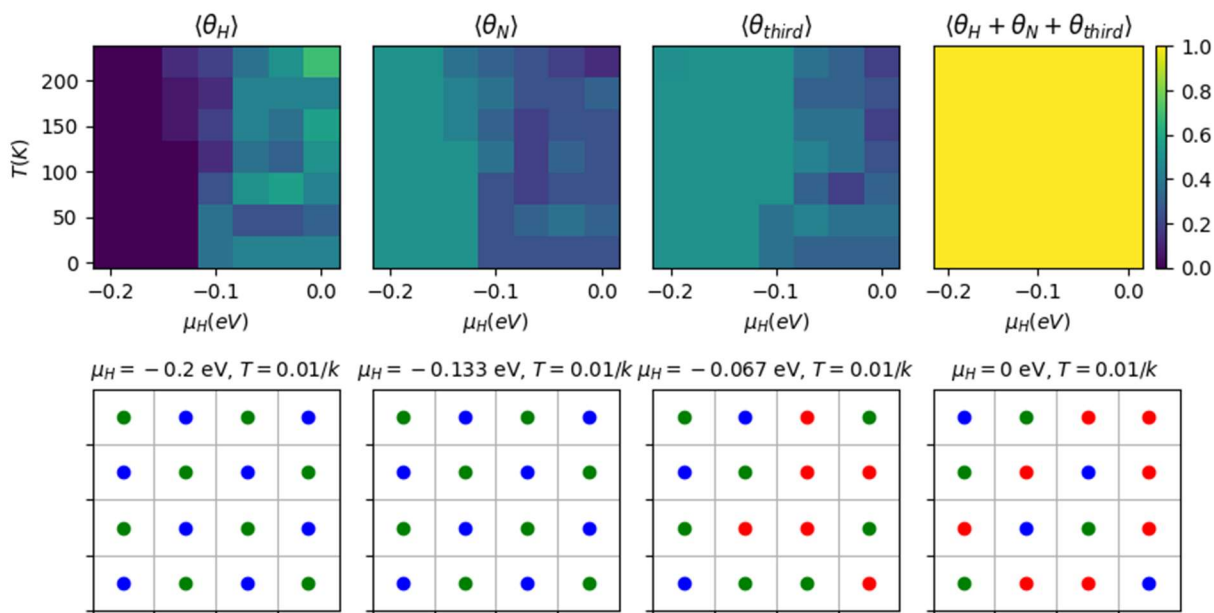 ⟨θ_H⟩ ⟨θ_N⟩ ⟨θ_third⟩ ⟨θ_H + θ_N + θ_third⟩
T(K)
200
150
100
50
0
1.0
0.8
0.6
0.4
0.2
0.0
−0.2 −0.1 0.0 −0.2 −0.1 0.0 −0.2 −0.1 0.0 −0.2 −0.1 0.0
μ_H(eV) μ_H(eV) μ_H(eV) μ_H(eV)
μ_H = −0.2 eV, T = 0.01/k μ_H = −0.133 eV, T = 0.01/k μ_H = −0.067 eV, T = 0.01/k μ_H=0 eV, T = 0.01/k